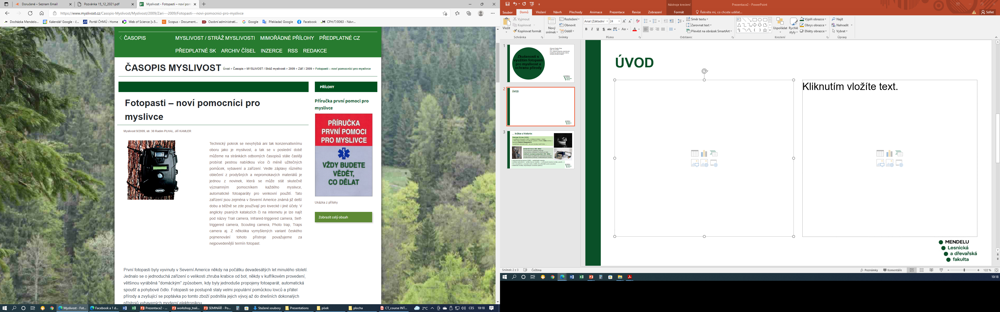 Doručené – Seznam Email
Pozvánka 15_12_2021.pdf
Myslivost - Fotopasti – noví pom
https://www.myslivost.cz/Casopis-Myslivost/Myslivost/2009/Zari---2009/Fotopasti---novi-pomocnici-pro-myslivce
Docházka Mendelo...
Kalendář Google - č...
Portál ČHMÚ : Home
Web of Science [v.5...
Scopus - Document...
Osobní administrati...
Google
Překladač Google
Facebook
CPH/T/0063 - Návr...
ČASOPIS
MYSLIVOST / STRÁŽ MYSLIVOSTI MIMOŘÁDNÉ PŘÍLOHY PŘEDPLATNÉ CZ
PŘEDPLATNÉ SK ARCHIV ČÍSEL INZERCE RSS REDAKCE
ČASOPIS MYSLIVOST
Úvod > Časopis > MYSLIVOST / Stráž myslivosti > 2009 > Září / 2009 > Fotopasti – noví pomocníci pro myslivce
Fotopasti – noví pomocníci pro
myslivce
Myslivost 9/2009, str. 38 Radim PLHAL, Jiří KAMLER
Technický pokrok se nevyhýbá ani tak konzervativnímu
oboru jako je myslivost, a tak se v poslední době
můžeme na stránkách odborných časopisů stále častěji
probírat pestrou nabídkou více či méně užitečných
pomůcek, vybavení a zařízení. Vedle záplavy různého
oblečení z prodyšných a nepromokavých materiálů je
jednou z novinek, která se může stát skutečně
významným pomocníkem každého myslivce,
automatické fotoaparáty pro venkovní použití. Tato
zařízení jsou zejména v Severní Americe známá již delší
dobu a běžně se zde používají pro lovecké i jiné účely. V
anglicky psaných katalozích či na internetu je lze najít
pod názvy Trail camera, Infrared-triggered camera, Self-
triggered camera, Scouting camera, Photo trap, Traps
camera aj. Z několika vymyšlených variant českého
pojmenování tohoto přístroje považujeme za
nejpovedenější termín fotopast.
První fotopasti byly vyvinuty v Severní Americe někdy na počátku devadesátých let minulého století.
Jednalo se o jednoduchá zařízení o velikosti zhruba krabice od bot, někdy v kufříkovém provedení,
většinou vyráběná "domáckým" způsobem, kdy byly jednoduše propojeny fotoaparát, automatická
spoušť a pohybové čidlo. Fotopasti se postupně staly velmi populární pomůckou lovců a přátel
přírody a zvyšující se poptávka po tomto zboží podnítila jejich vývoj až do dnešních dokonalých
přístrojů vybavených moderní elektronikou
PŘÍLOHY
Příručka první pomoci pro
myslivce
PŘÍRUČKA
PRVNÍ POMOCI
PRO MYSLIVCE
VŽDY BUDETE
VĚDĚT,
CO DĚLAT
Ukázka z přílohy
Zobrazit celý obsah
Myslivost - Fot...
Facebook a 1 d...
Prezentace2 - ...
workshop_trail...
SEMINÁŘ - Po...
Stažené soubory
Presentations
písek
plocha
CT_course INT...
2°C
CES
10:18
Nástroje kreslení
Prezentace2 - PowerPoint
Soubor Domů Vložení Návrh Přechody Animace Prezentace Revize Zobrazení Formát Řekněte mi, co chcete udělat...
Sdílet
Vložit
Vyjmout
Kopírovat
Kopírovat formát
Schránka
Nový
snímek
Rozložení
Obnovit
Oddíl
Snímky
Arial (Základní 24
Písmo
Směr textu
Zarovnat text
Převést na obrázek SmartArt
Odstavec
Uspořádat
Rychlé
styly
Výplň obrazce
Obrys obrazce
Efekty obrazce
Kreslení
Najít
Nahradit
Vybrat
Úpravy
1
Zkušenosti s
využitím fotopastí
pro myslivost a
ochranu přírody
2
ÚVOD
3
.... krátce z historie:
George Shiras (USA)
ÚVOD
Kliknutím vložíte text.
MENDELU
Lesnická
a dřevařská
fakulta
Snímek 2 z 3
Čeština
Poznámky
Komentáře
122 %
10:18